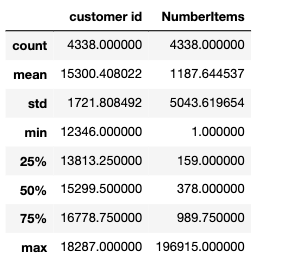 customer id NumberItems
count 4338.000000 4338.000000
mean 15300.408022 1187.644537
std 1721.808492 5043.619654
min 12346.000000 1.000000
25% 13813.250000 159.000000
50% 15299.500000 378.000000
75% 16778.750000 989.750000
max 18287.000000 196915.000000